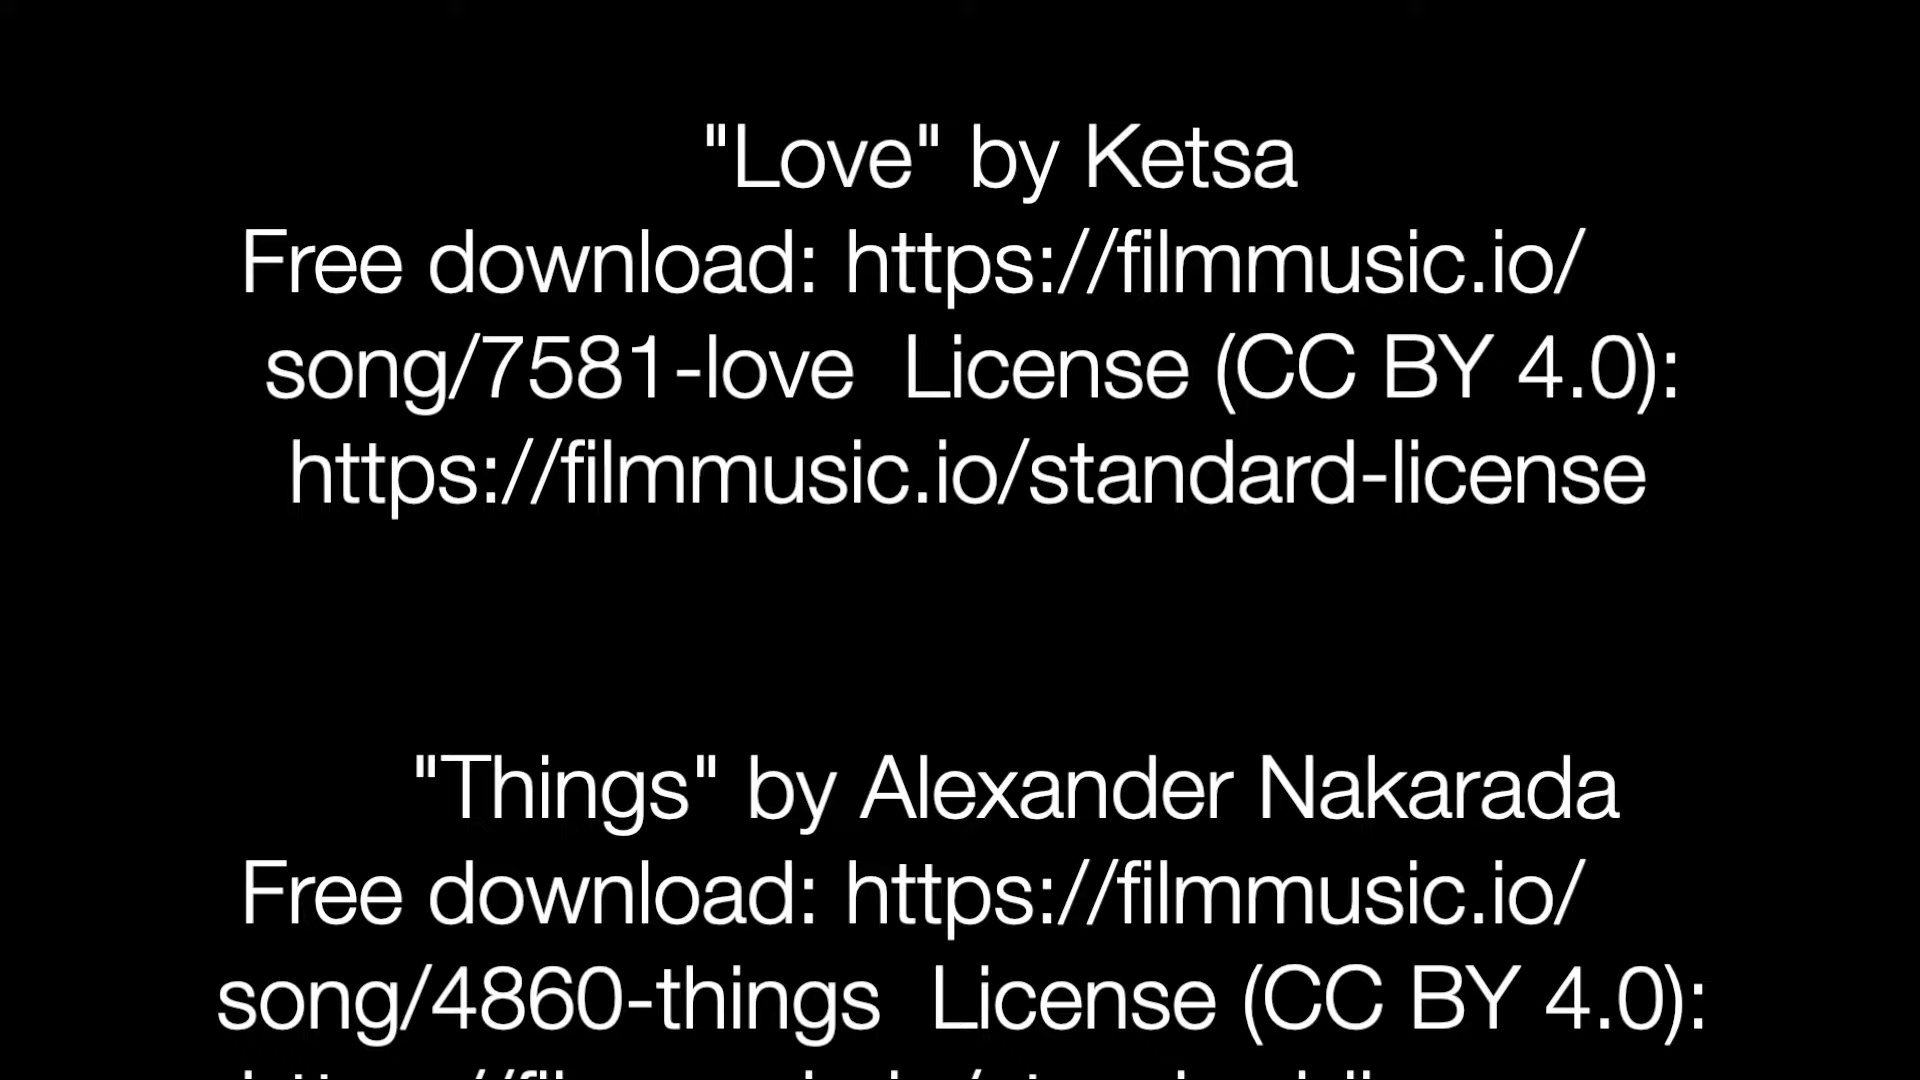 "Love" by Ketsa
Free download: https://filmmusic.io/
song/7581-love  License (CC BY 4.0):
https://filmmusic.io/standard-license
"Things" by Alexander Nakarada
Free download: https://filmmusic.io/
song/4860-things  License (CC BY 4.0):